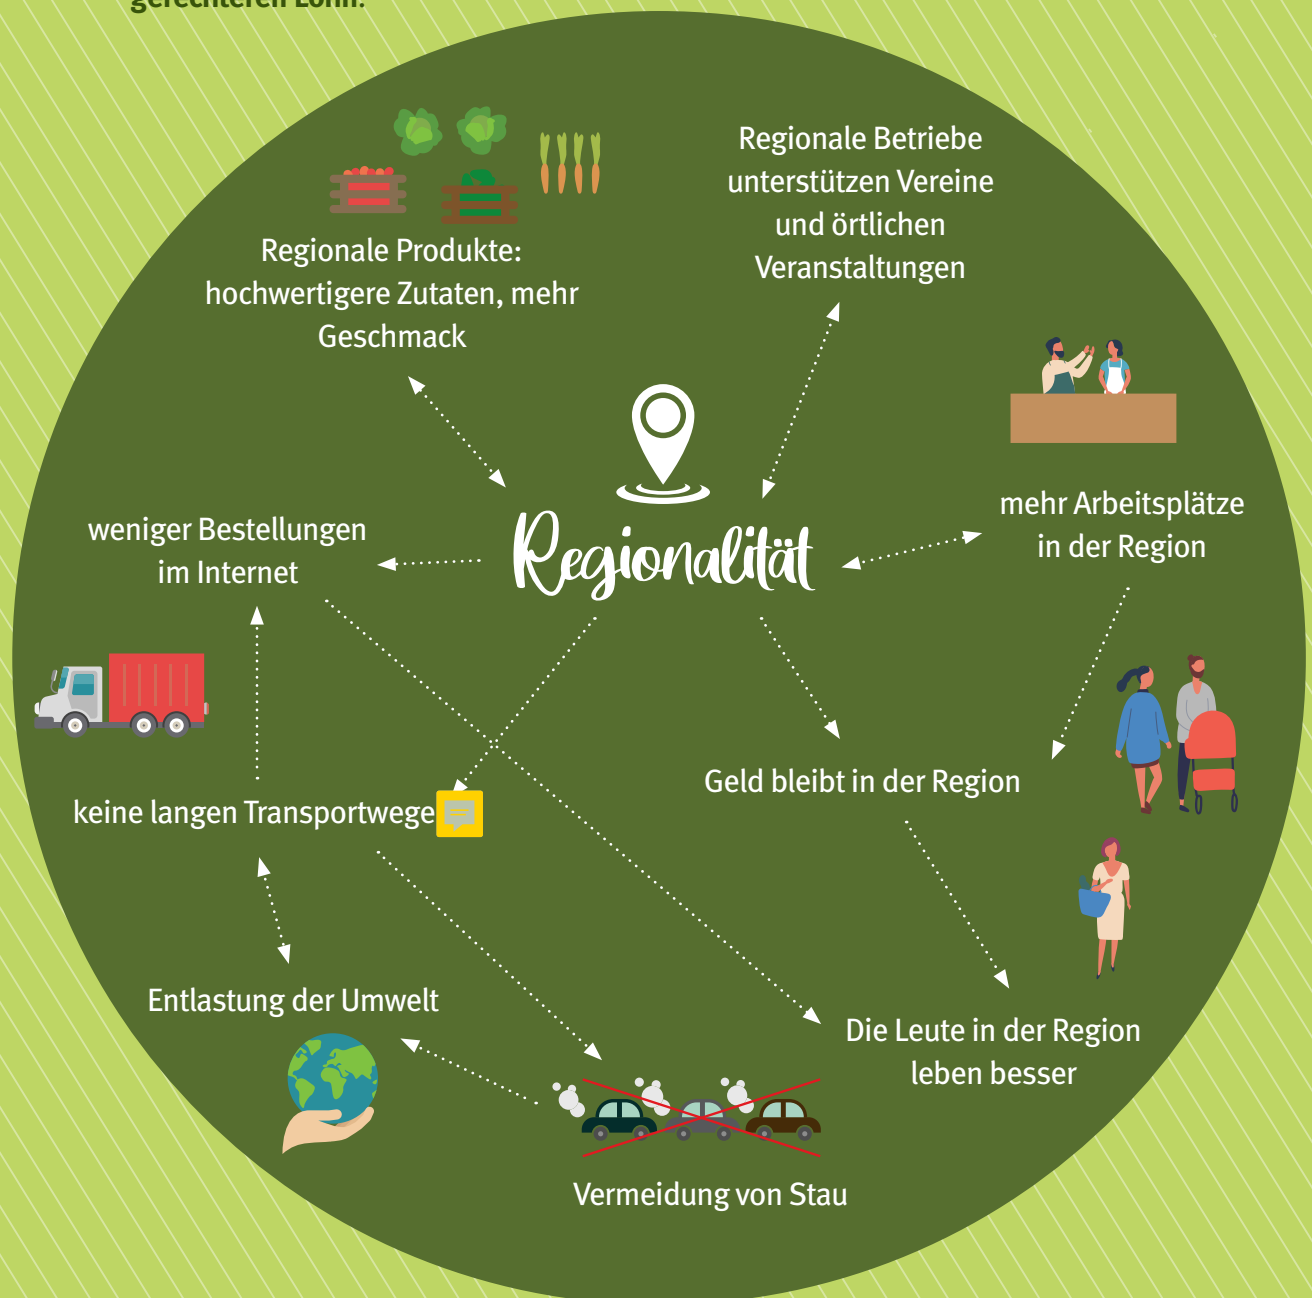 gerechteren Lohn.
Regionale Betriebe
unterstützen Vereine
und örtlichen
Veranstaltungen
Regionale Produkte:
hochwertigere Zutaten, mehr
Geschmack
mehr Arbeitsplätze
in der Region
weniger Bestellungen
im Internet
Regionalität
Geld bleibt in der Region
keine langen Transportwege
Entlastung der Umwelt
Die Leute in der Region
leben besser
Vermeidung von Stau